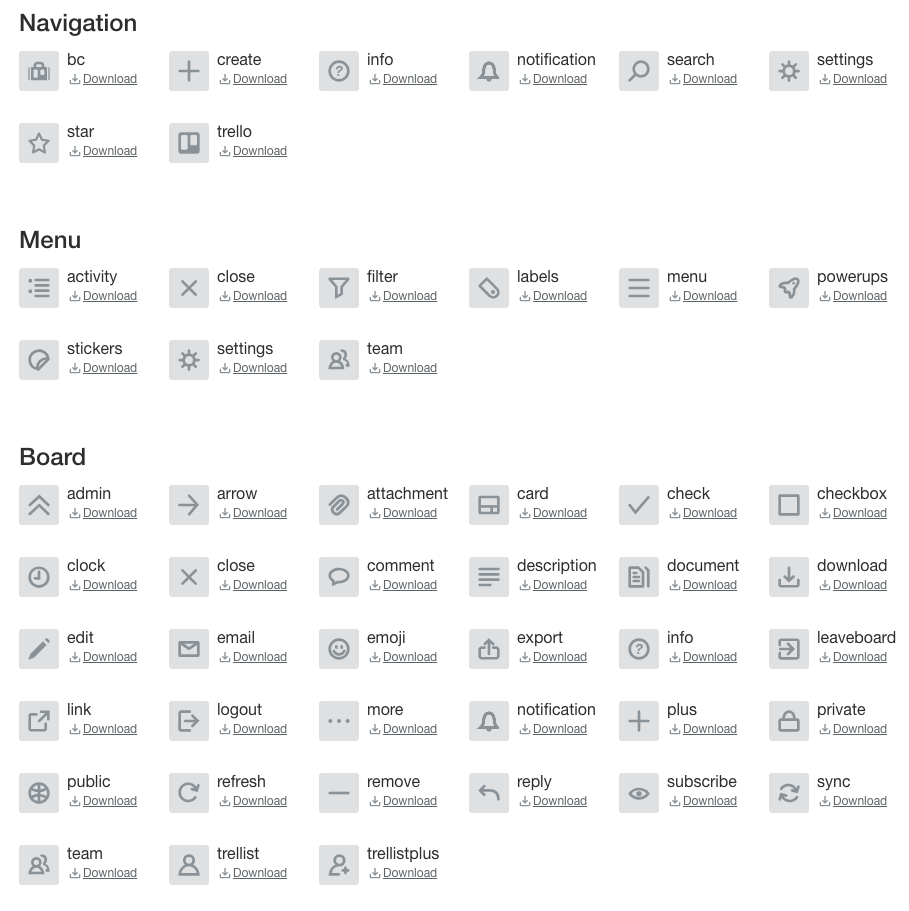 Navigation
bc create info notification search settings
Download Download Download Download Download Download
star trello
Download Download
Menu
activity close filter labels menu powerups
Download Download Download Download Download Download
stickers settings team
Download Download Download
Board
admin arrow attachment card check checkbox
Download Download Download Download Download Download
clock close comment description document download
Download Download Download Download Download Download
edit email emoji export info leaveboard
Download Download Download Download Download Download
link logout more notification plus private
Download Download Download Download Download Download
public refresh remove reply subscribe sync
Download Download Download Download Download Download
team trellist trellistplus
Download Download Download